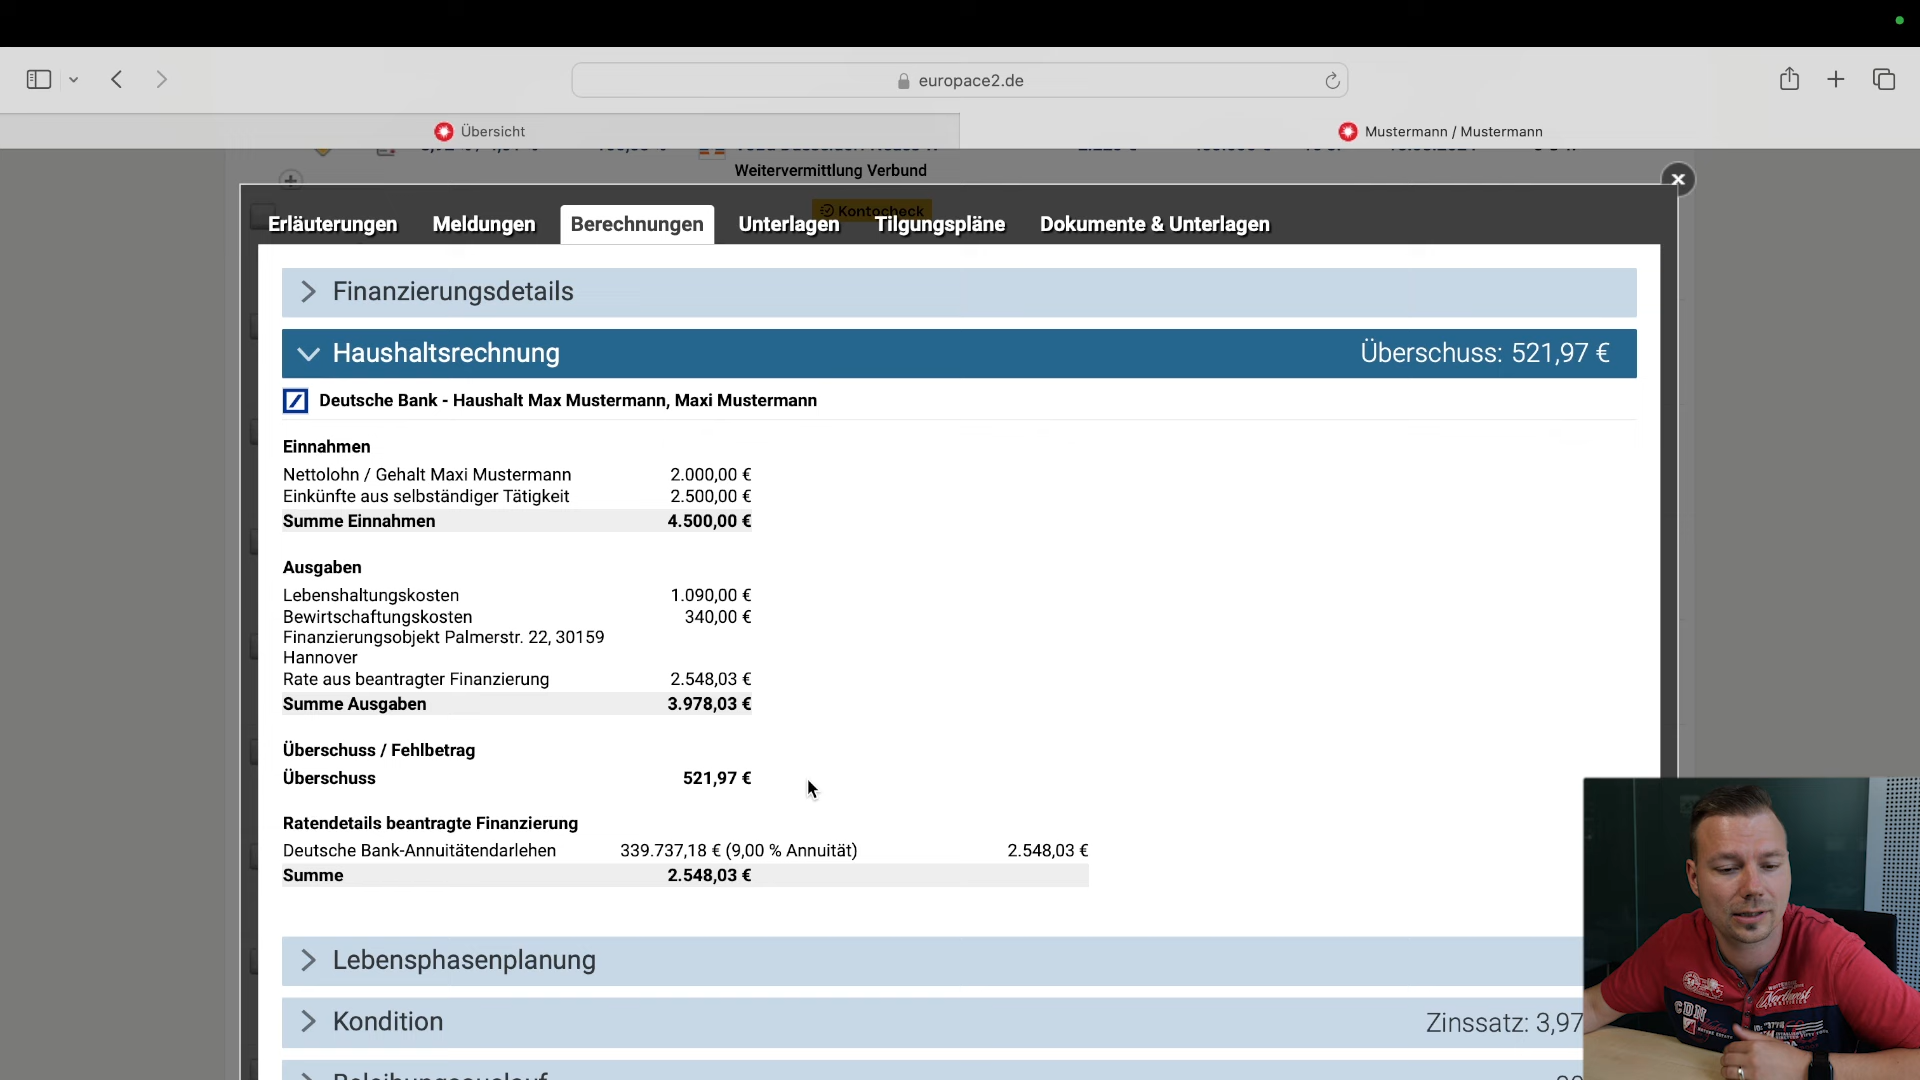 europace2.de
Übersicht
Mustermann / Mustermann
Weitervermittlung Verbund
Kontocheck
Erläuterungen Meldungen Berechnungen Unterlagen Tilgungspläne Dokumente & Unterlagen
Finanzierungsdetails
Haushaltsrechnung Überschuss: 521,97 €
Deutsche Bank - Haushalt Max Mustermann, Maxi Mustermann
Einnahmen
Nettolohn / Gehalt Maxi Mustermann 2.000,00 €
Einkünfte aus selbständiger Tätigkeit 2.500,00 €
Summe Einnahmen 4.500,00 €
Ausgaben
Lebenshaltungskosten 1.090,00 €
Bewirtschaftungskosten 340,00 €
Finanzierungsobjekt Palmerstr. 22, 30159
Hannover
Rate aus beantragter Finanzierung 2.548,03 €
Summe Ausgaben 3.978,03 €
Überschuss / Fehlbetrag
Überschuss 521,97 €
Ratendetails beantragte Finanzierung
Deutsche Bank-Annuitätendarlehen 339.737,18 € (9,00 % Annuität) 2.548,03 €
Summe 2.548,03 €
Lebensphasenplanung
Kondition Zinssatz: 3,97